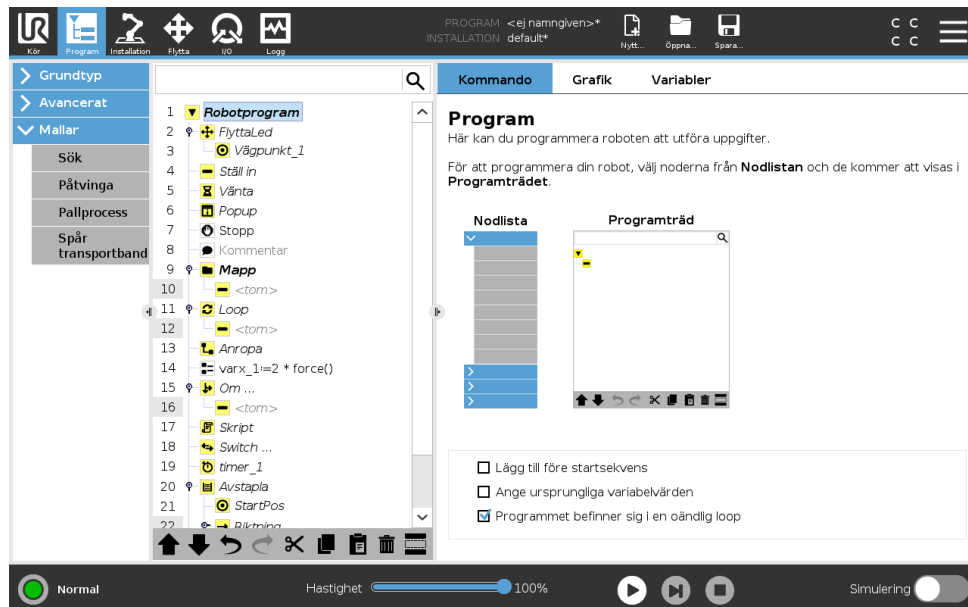 UR
Kör
Program
Installation
Flytta
I/O
Logg
PROGRAM <ej namngiven>*
INSTALLATION default*
Nytt...
Öppna...
Spara...
C C
C C
Grundtyp
Avancerat
Mallar
Sök
Påtvinga
Pallprocess
Spår
transportband
1 Robotprogram
2 FlyttaLed
3 Vägpunkt_1
4 Ställ in
5 Vänta
6 Popup
7 Stopp
8 Kommentar
9 Mapp
10 <tom>
11 Loop
12 <tom>
13 Anropa
14 varx_1:=2 * force()
15 Om ...
16 <tom>
17 Skript
18 Switch ...
19 timer_1
20 Avstapla
21 StartPos
22 Riktning
Kommando
Grafik
Variabler
Program
Här kan du programmera roboten att utföra uppgifter.
För att programmera din robot, välj noderna från Nodlistan och de kommer att visas i
Programträdet.
Nodlista
Programträd
Lägg till före startsekvens
Ange ursprungliga variabelvärden
Programmet befinner sig i en oändlig loop
Normal
Hastighet
100%
Simulering